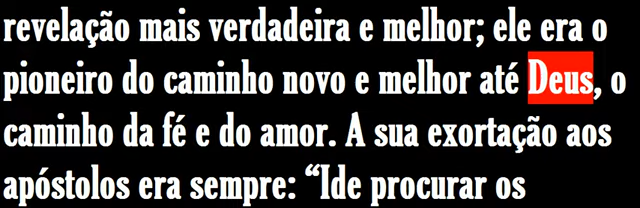 revelação mais verdadeira e melhor; ele era o
pioneiro do caminho novo e melhor até Deus, o
caminho da fé e do amor. A sua exortação aos
apóstolos era sempre: “Ide procurar os